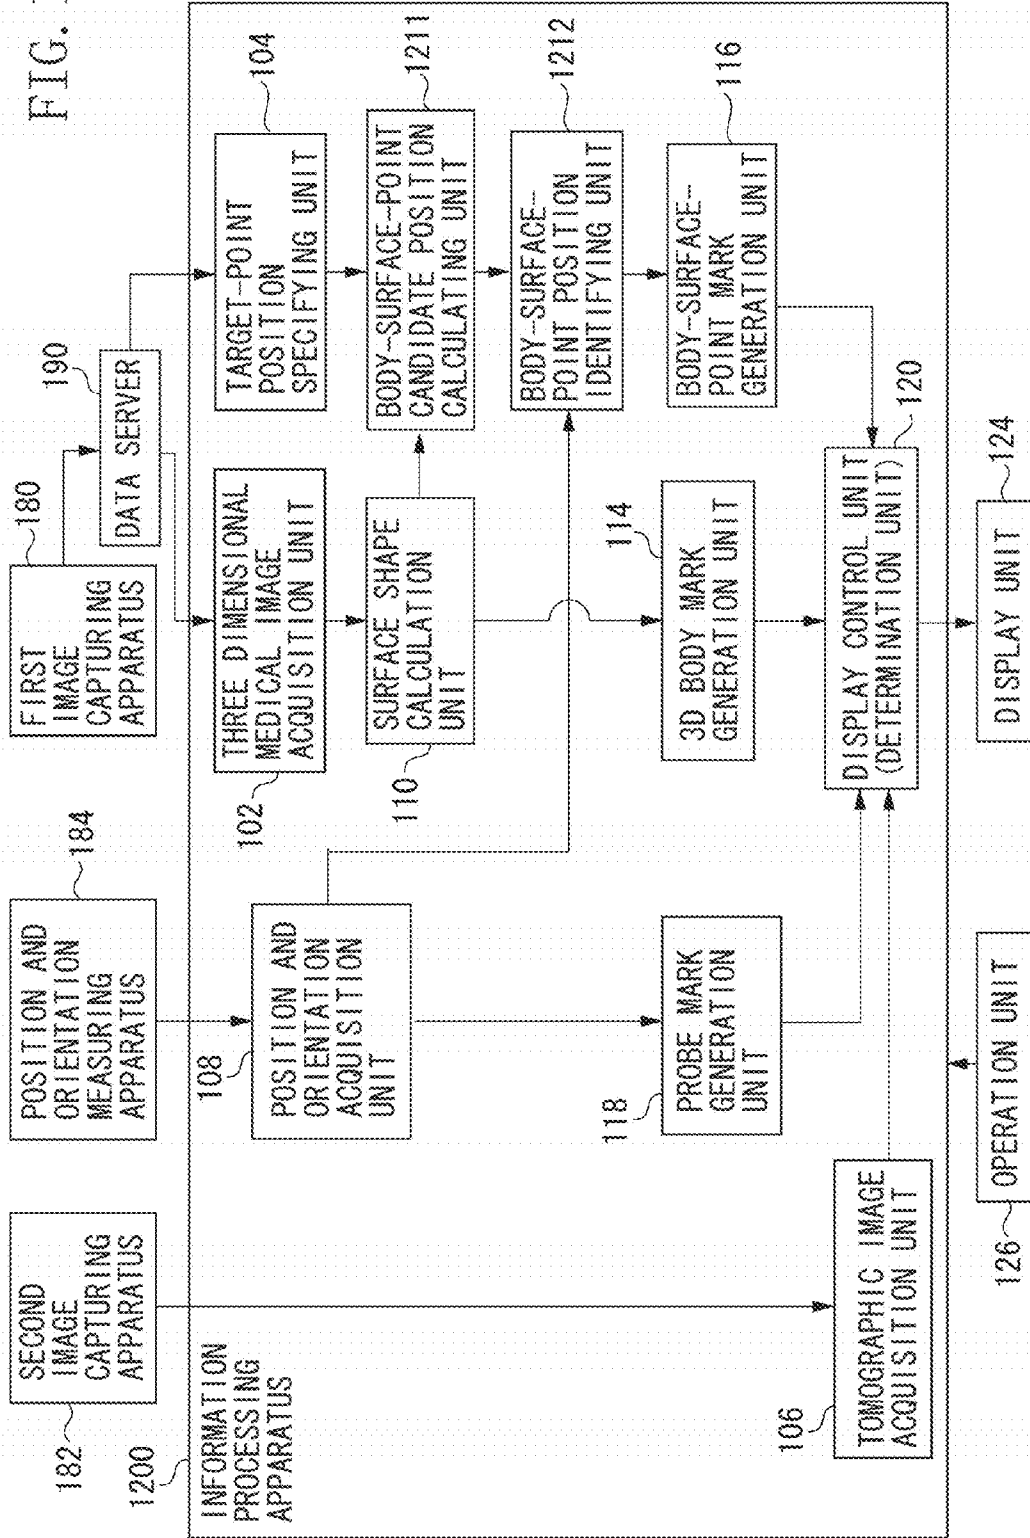 FIG.
SECOND
IMAGE
CAPTURING
APPARATUS
182
POSITION AND
ORIENTATION
MEASURING
APPARATUS
184
FIRST
IMAGE
CAPTURING
APPARATUS
180
DATA SERVER
190
1200
INFORMATION
PROCESSING
APPARATUS
108
POSITION AND
ORIENTATION
ACQUISITION
UNIT
THREE DIMENSIONAL
MEDICAL IMAGE
ACQUISITION UNIT
102
TARGET-POINT
POSITION
SPECIFYING UNIT
104
SURFACE SHAPE
CALCULATION
UNIT
110
BODY-SURFACE-POINT
CANDIDATE POSITION
CALCULATING UNIT
1211
BODY-SURFACE-
POINT POSITION
IDENTIFYING UNIT
1212
118
PROBE MARK
GENERATION
UNIT
3D BODY MARK
GENERATION UNIT
114
BODY-SURFACE-
POINT MARK
GENERATION UNIT
116
106
TOMOGRAPHIC IMAGE
ACQUISITION UNIT
DISPLAY CONTROL UNIT
(DETERMINATION UNIT)
120
126
OPERATION UNIT
DISPLAY UNIT
124